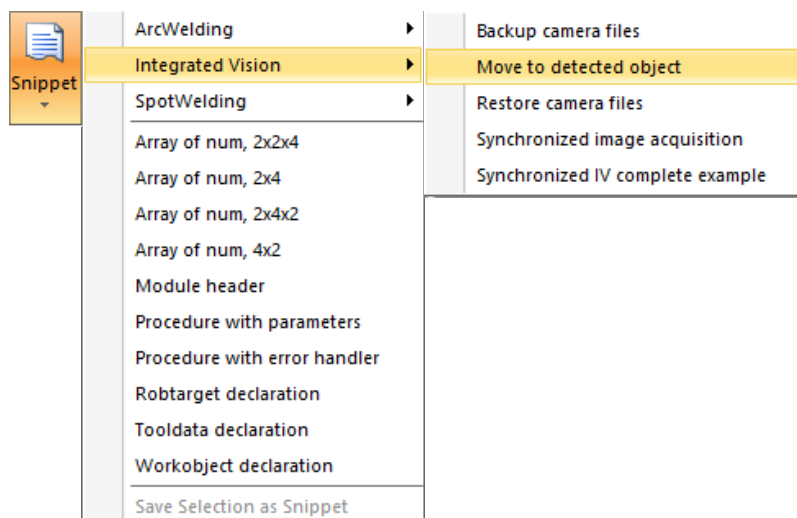 Snippet
ArcWelding
Integrated Vision
SpotWelding
Array of num, 2x2x4
Array of num, 2x4
Array of num, 2x4x2
Array of num, 4x2
Module header
Procedure with parameters
Procedure with error handler
Robtarget declaration
Tooldata declaration
Workobject declaration
Save Selection as Snippet
Backup camera files
Move to detected object
Restore camera files
Synchronized image acquisition
Synchronized IV complete example